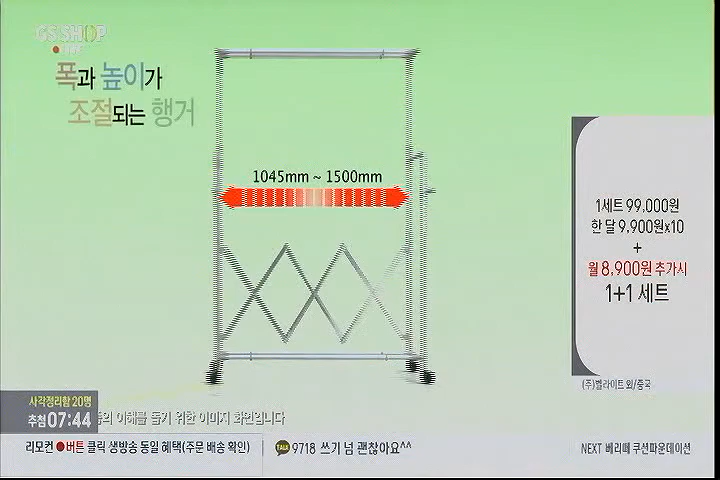 GS SHOP
폭과 높이가
조절되는 행거
1045mm ~ 1500mm
1세트 99,000원
한 달 9,900원x10
+
월 8,900원 추가시
1+1 세트
(주)벨라이트 외/중국
사각정리함 20명
추첨 07:44
이해를 돕기 위한 이미지 화면입니다
리모컨 버튼 클릭 생방송 동일 혜택(주문 배송 확인)
TALK 9718 쓰기 넘 괜찮아요^^
NEXT 베리떼 쿠션파운데이션